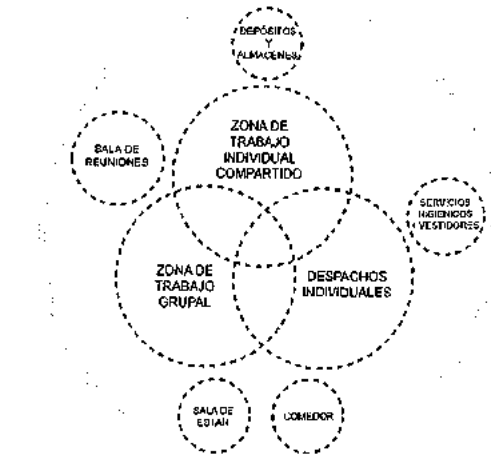 DEPÓSITOS
Y
ALMACENES
ZONA DE
TRABAJO
INDIVIDUAL
COMPARTIDO
SALA DE
REUNIONES
SERVICIOS
HIGIENICOS
VESTIDORES
ZONA DE
TRABAJO
GRUPAL
DESPACHOS
INDIVIDUALES
SALA DE
ESTAR
COMEDOR